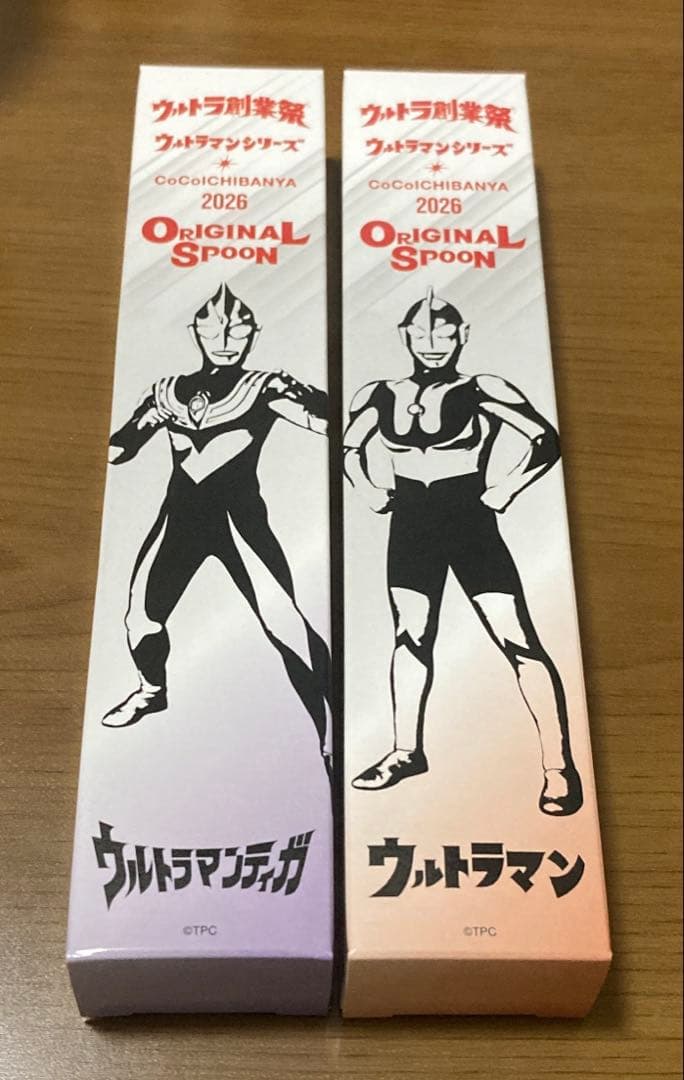 ウルトラ創業祭
ウルトラマンシリーズ
CoCoICHIBANYA
2026
ORIGINAL
SPOON
ウルトラマンティガ
©TPC
ウルトラ創業祭
ウルトラマンシリーズ
CoCoICHIBANYA
2026
ORIGINAL
SPOON
ウルトラマン
©TPC